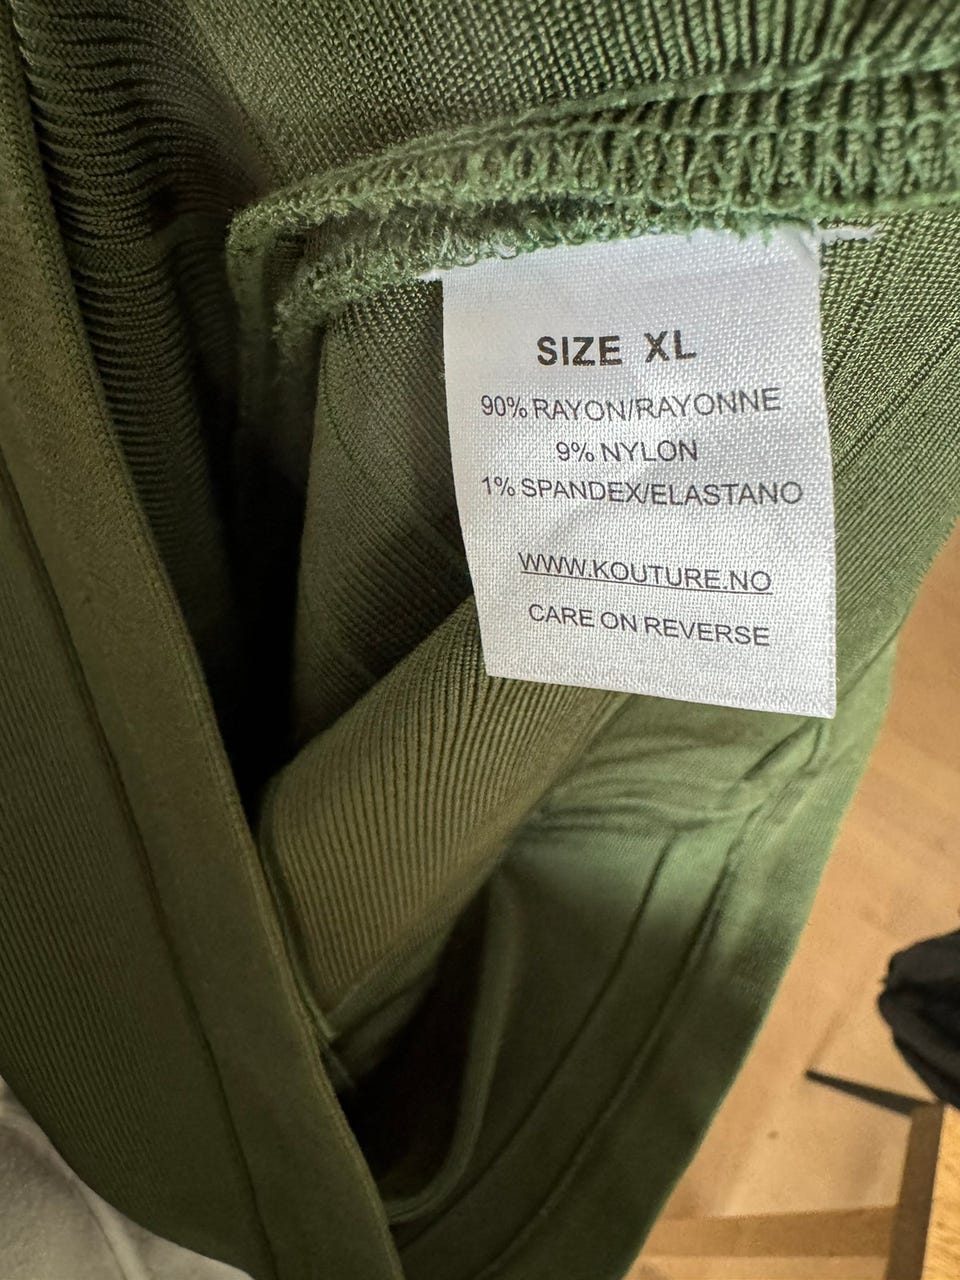 SIZE XL
90% RAYON/RAYONNE
9% NYLON
1% SPANDEX/ELASTANO
WWW.KOUTURE.NO
CARE ON REVERSE